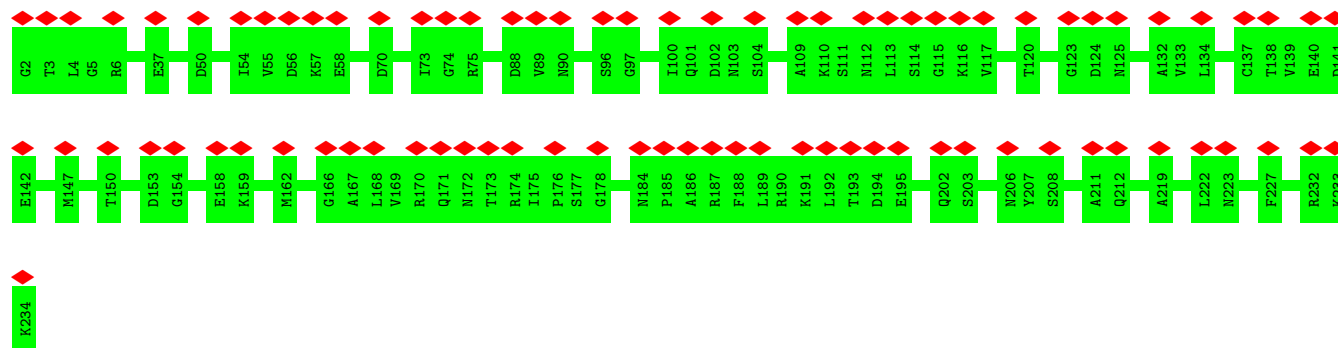 G2 T3 L4 G5 R6 E37 D50 I54 V55 D56 K57 E58 D70 I73 G74 R75 D88 V89 N90 S96 G97 I100 Q101 D102 N103 S104 A109 K110 S111 N112 L113 S114 G115 K116 V117 T120 G123 D124 N125 A132 V133 L134 C137 T138 V139 E140 D141
E142 M147 T150 D153 G154 E158 K159 M162 G166 A167 L168 V169 R170 Q171 N172 T173 R174 I175 P176 S177 G178 N184 P185 A186 R187 F188 L189 R190 K191 L192 T193 D194 E195 Q202 S203 N206 Y207 S208 A211 Q212 A219 L222 N223 F227 R232 K233
K234